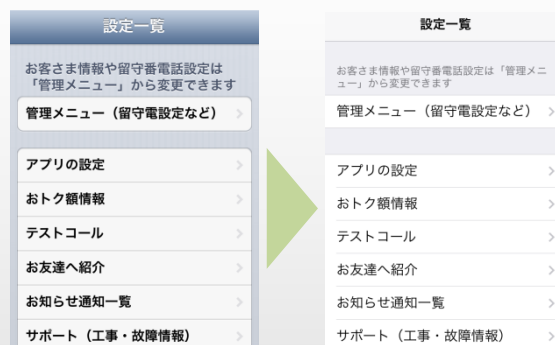 設定一覧
お客さま情報や留守番電話設定は
「管理メニュー」から変更できます
管理メニュー（留守電設定など）
アプリの設定
おトク額情報
テストコール
お友達へ紹介
お知らせ通知一覧
サポート（工事・故障情報）
設定一覧
お客さま情報や留守番電話設定は「管理メニ
ュー」から変更できます
管理メニュー（留守電設定など）
アプリの設定
おトク額情報
テストコール
お友達へ紹介
お知らせ通知一覧
サポート（工事・故障情報）